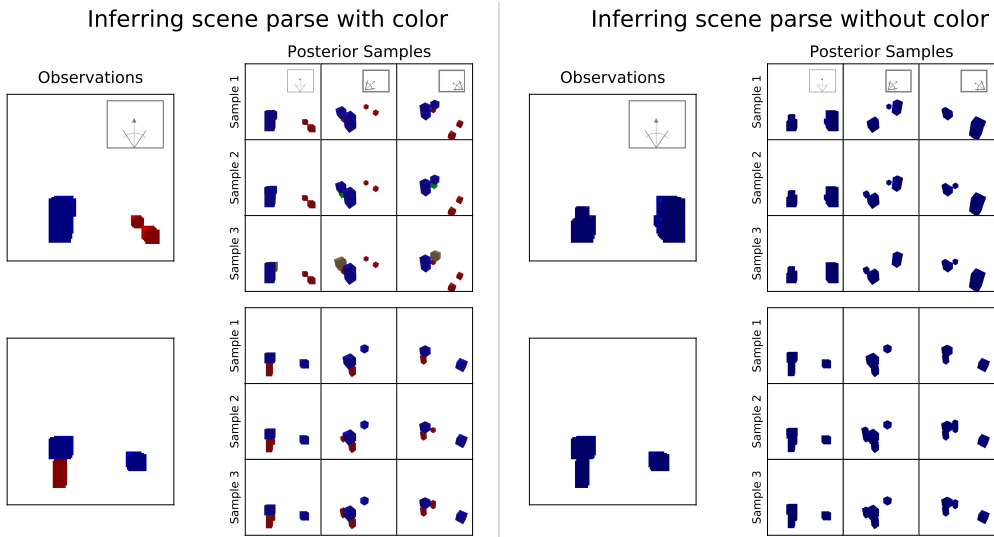 Inferring scene parse with color
Posterior Samples
Observations
Sample 1
Sample 2
Sample 3
Sample 1
Sample 2
Sample 3
Inferring scene parse without color
Posterior Samples
Observations
Sample 1
Sample 2
Sample 3
Sample 1
Sample 2
Sample 3